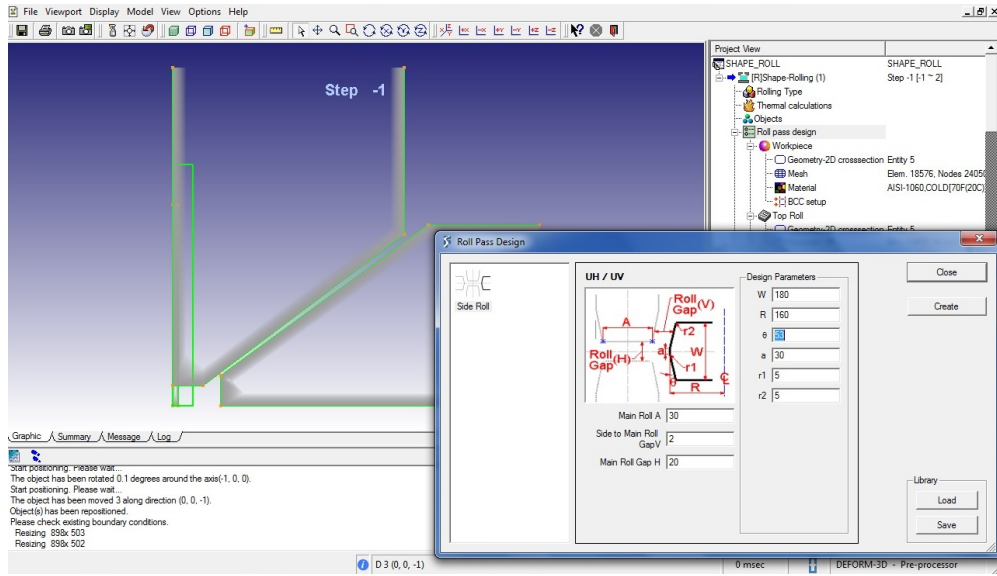 File Viewport Display Model View Options Help
Step -1
Project View
SHAPE_ROLL SHAPE_ROLL
[R]Shape-Rolling (1) Step -1 [-1 ~ 2]
Rolling Type
Thermal calculations
Objects
Roll pass design
Workpiece
Geometry-2D crosssection Entity 5
Mesh Elem. 18576, Nodes 24050
Material AISI-1060,COLD[70F(20C)
BCC setup
Top Roll
Geometry-2D crosssection Entity 5
Roll Pass Design
Side Roll
UH / UV
Roll Gap(V)
A
r2
Roll Gap(H)
a
W
r1
θ
R
Main Roll A 30
Side to Main Roll GapV 2
Main Roll Gap H 20
Design Parameters
W 180
R 160
θ 53
a 30
r1 5
r2 5
Close
Create
Library
Load
Save
Graphic Summary Message Log
Start positioning. Please wait...
The object has been rotated 0.1 degrees around the axis(-1, 0, 0).
Start positioning. Please wait...
The object has been moved 3 along direction (0, 0, -1).
Object(s) has been repositioned.
Please check existing boundary conditions.
Resizing 898x 503
Resizing 898x 502
D 3 (0, 0, -1)
0 msec
DEFORM-3D - Pre-processor